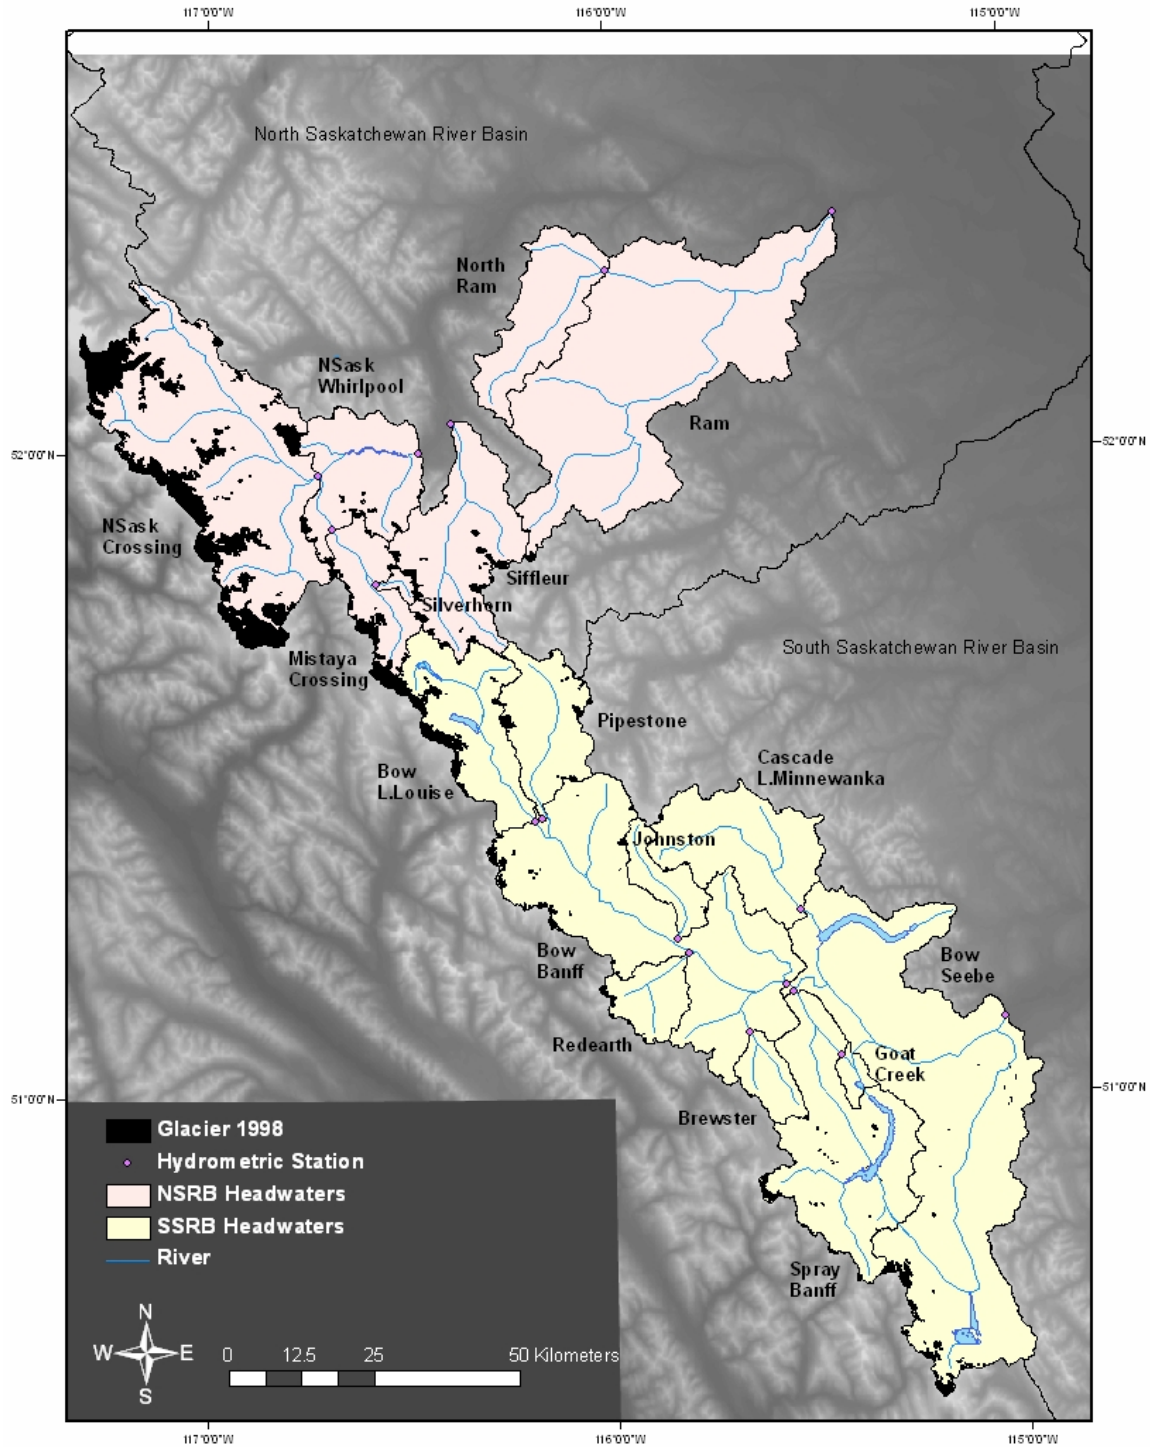 117°0'0"W
116°0'0"W
115°0'0"W
North Saskatchewan River Basin
North
Ram
NSask
Whirlpool
Ram
52°0'0"N
52°0'0"N
NSask
Crossing
Siffleur
Silverhorn
South Saskatchewan River Basin
Mistaya
Crossing
Pipestone
Cascade
L.Minnewanka
Bow
L.Louise
Johnston
Bow
Banff
Bow
Seebe
Redearth
Goat
Creek
51°0'0"N
51°0'0"N
Brewster
Glacier 1998
Hydrometric Station
NSRB Headwaters
SSRB Headwaters
River
Spray
Banff
N
W E
S
0 12.5 25 50 Kilometers
117°0'0"W
116°0'0"W
115°0'0"W